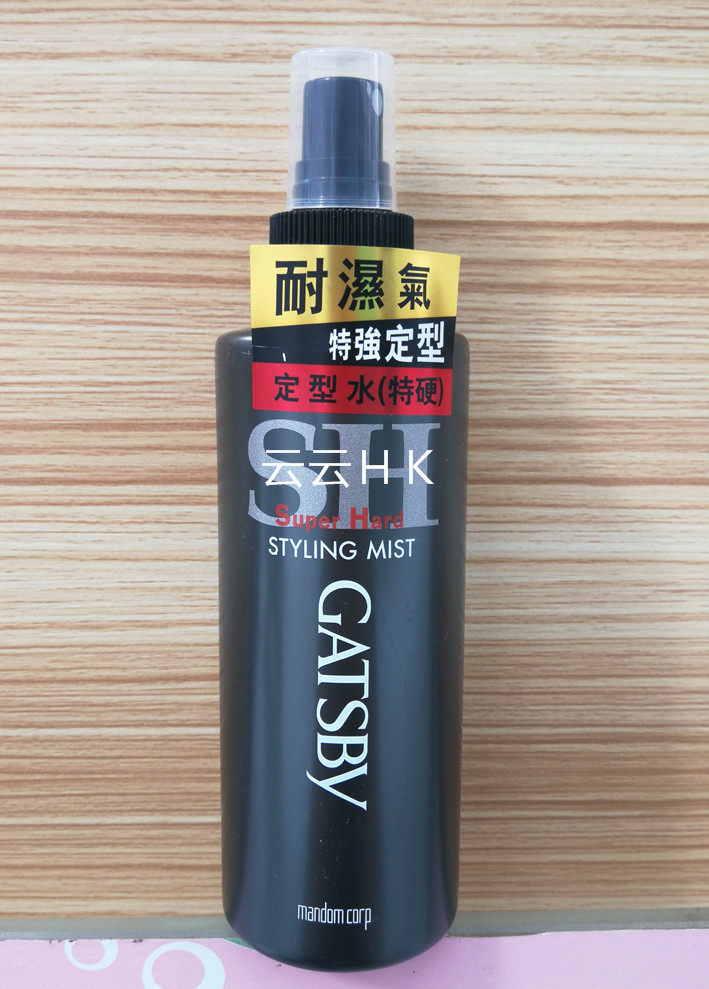 耐濕氣
特強定型
定型水(特硬)
SH
云云HK
Super Hard
STYLING MIST
GATSBY
mandom corp